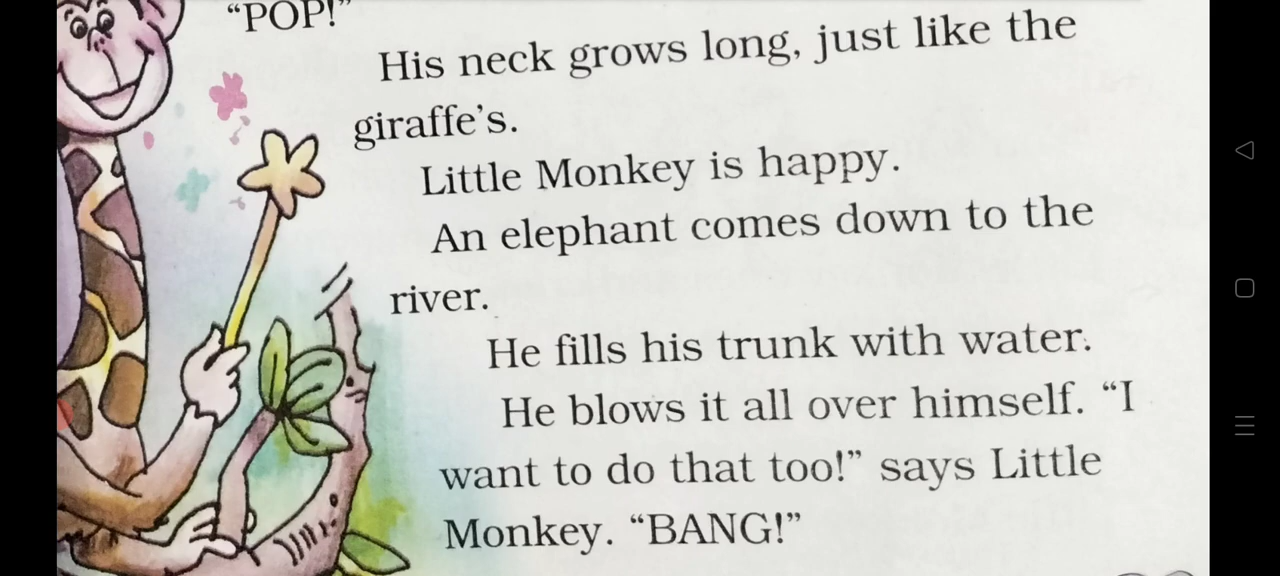 “POP!”
His neck grows long, just like the
giraffe’s.
Little Monkey is happy.
An elephant comes down to the
river.
He fills his trunk with water.
He blows it all over himself. “I
want to do that too!” says Little
Monkey. “BANG!”